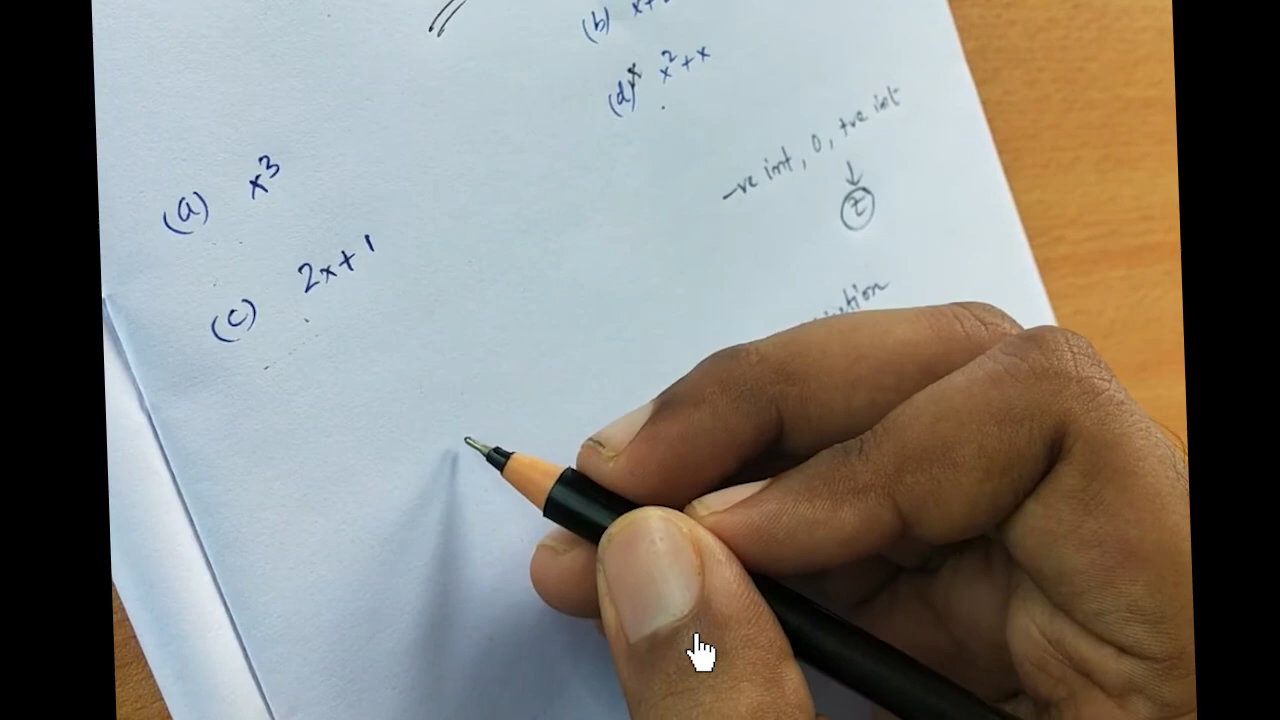 (b) x+
(d) x² + x
(a) x³
-ve int, 0, +ve int
↓
Z
(c) 2x+1